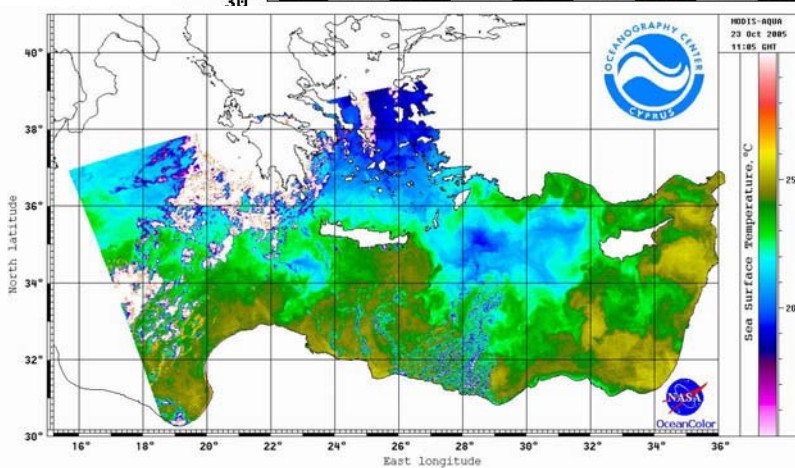 3M
MODIS-AQUA
23 Oct 2005
11:05 GMT
OCEANOGRAPHY CENTER
CYPRUS
40°
38°
36°
34°
32°
30°
North latitude
16°
18°
20°
22°
24°
26°
28°
30°
32°
34°
36°
East longitude
Sea Surface Temperature, °C
25
20
NASA
OceanColor